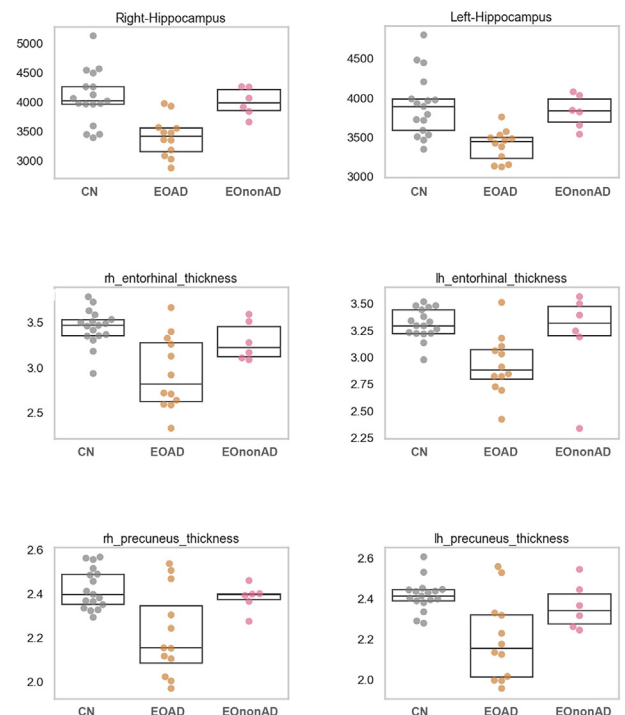 Right-Hippocampus
5000
4500
4000
3500
3000
CN EOAD EOnonAD
Left-Hippocampus
4500
4000
3500
3000
CN EOAD EOnonAD
rh_entorhinal_thickness
3.5
3.0
2.5
CN EOAD EOnonAD
lh_entorhinal_thickness
3.50
3.25
3.00
2.75
2.50
2.25
CN EOAD EOnonAD
rh_precuneus_thickness
2.6
2.4
2.2
2.0
CN EOAD EOnonAD
lh_precuneus_thickness
2.6
2.4
2.2
2.0
CN EOAD EOnonAD